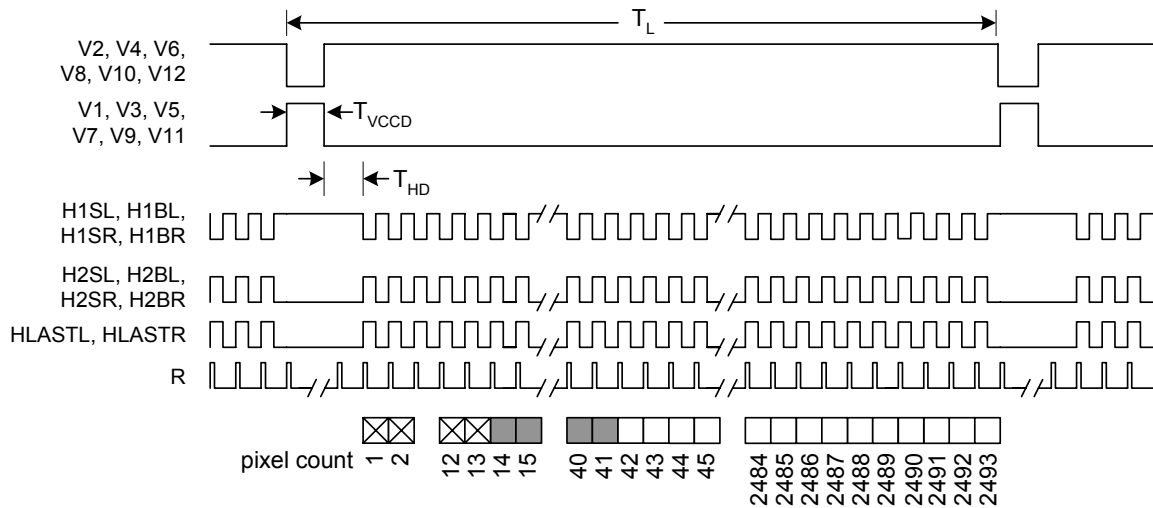 T_L
V2, V4, V6,
V8, V10, V12
V1, V3, V5,
V7, V9, V11
T_VCCD
T_HD
H1SL, H1BL,
H1SR, H1BR
H2SL, H2BL,
H2SR, H2BR
HLASTL, HLASTR
R
pixel count 1 2 12 13 14 15 40 41 42 43 44 45 2484 2485 2486 2487 2488 2489 2490 2491 2492 2493